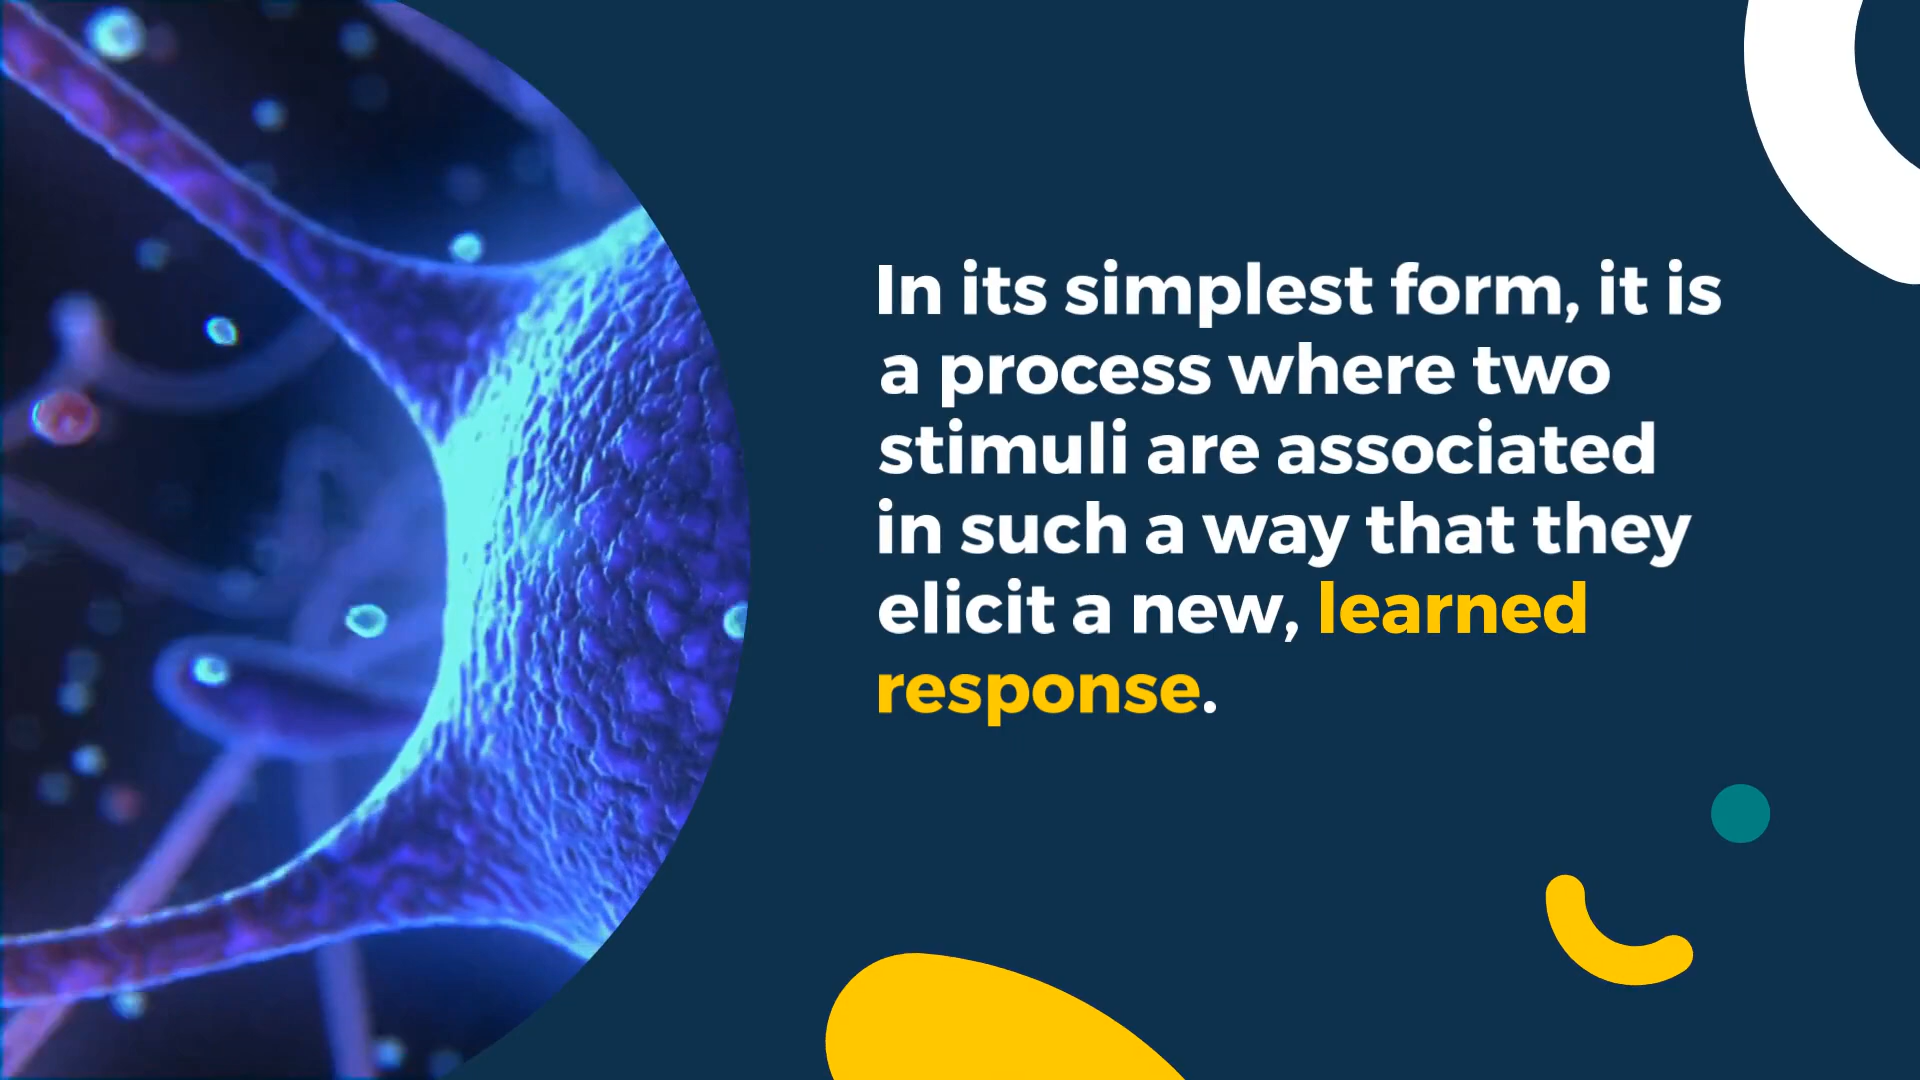 In its simplest form, it is
a process where two
stimuli are associated
in such a way that they
elicit a new, learned
response.